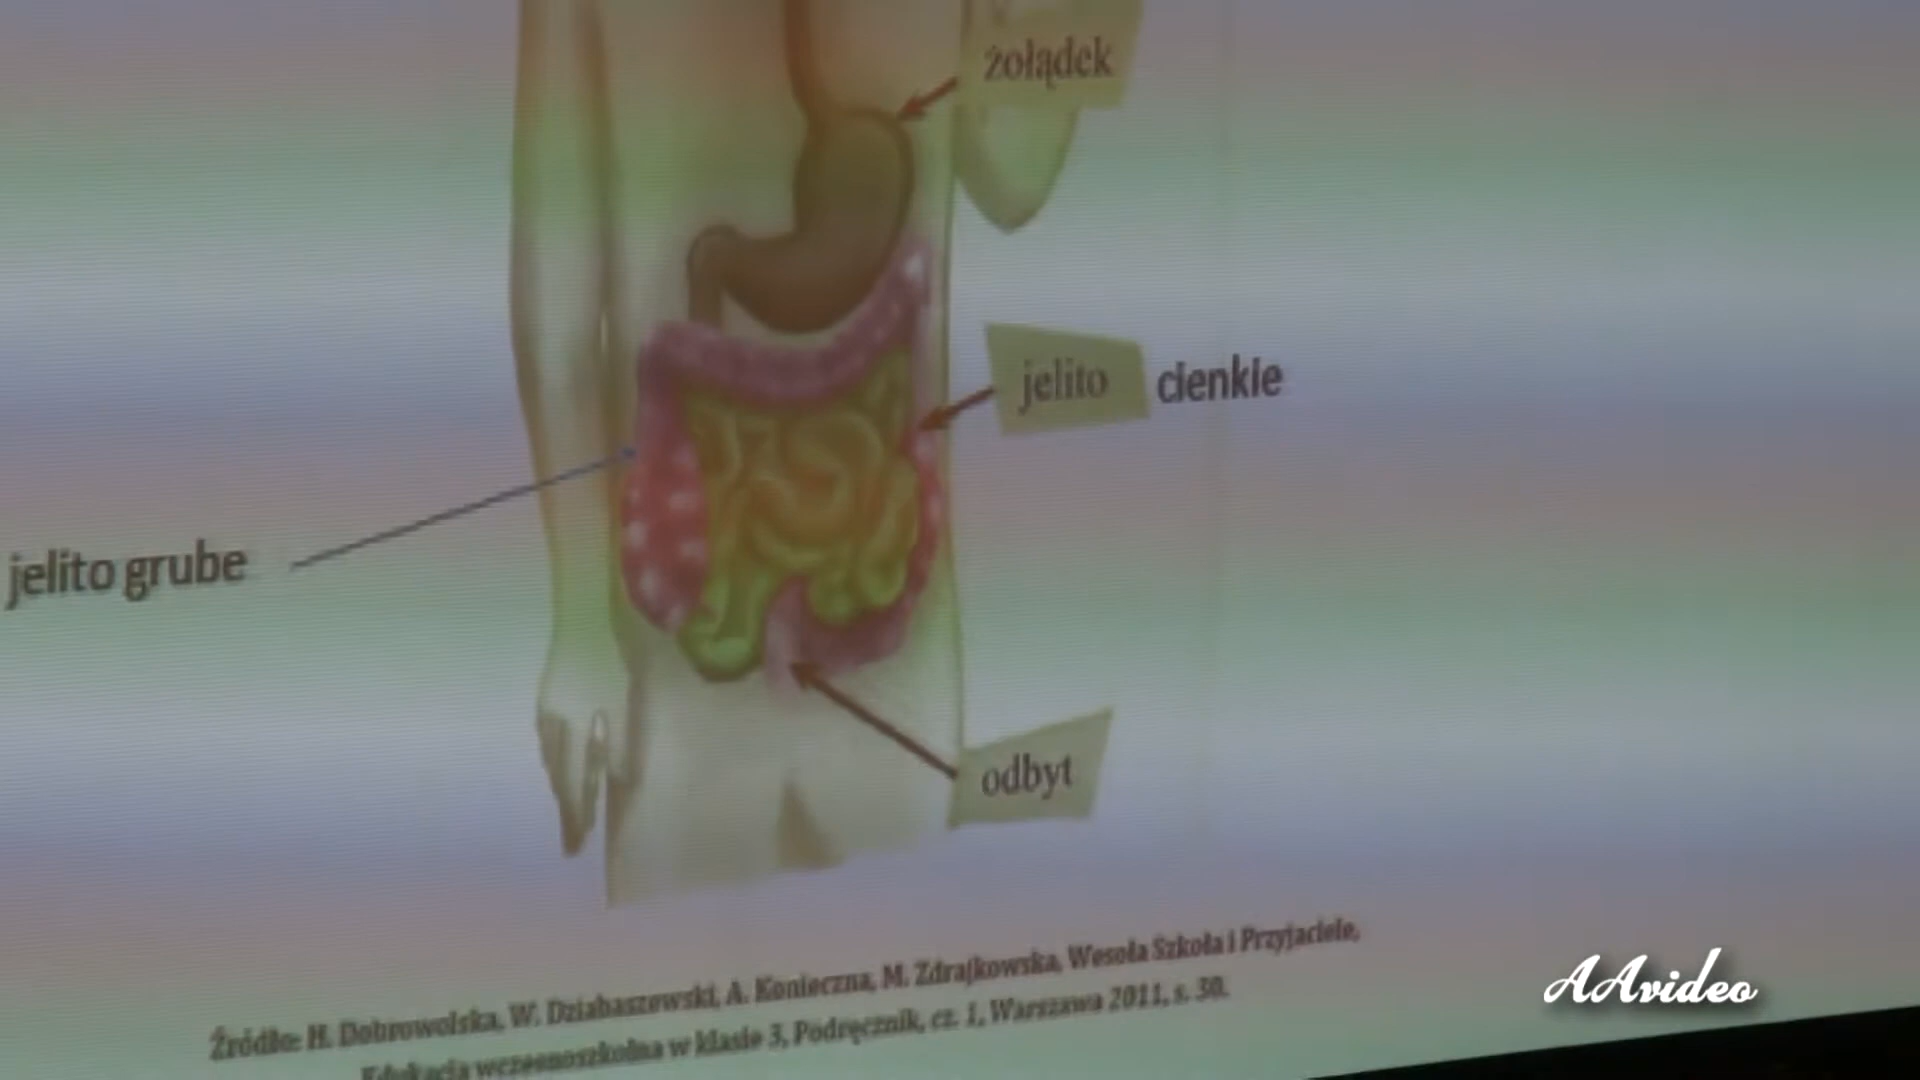 żołądek
jelito cienkie
jelito grube
odbyt
Źródło: H. Dobrowolska, W. Dziabaszewski, A. Konieczna, M. Zdrajkowska, Wesoła Szkoła i Przyjaciele,
Edukacja wczesnoszkolna w klasie 3, Podręcznik, cz. 1, Warszawa 2011, s. 30.
AAvideo